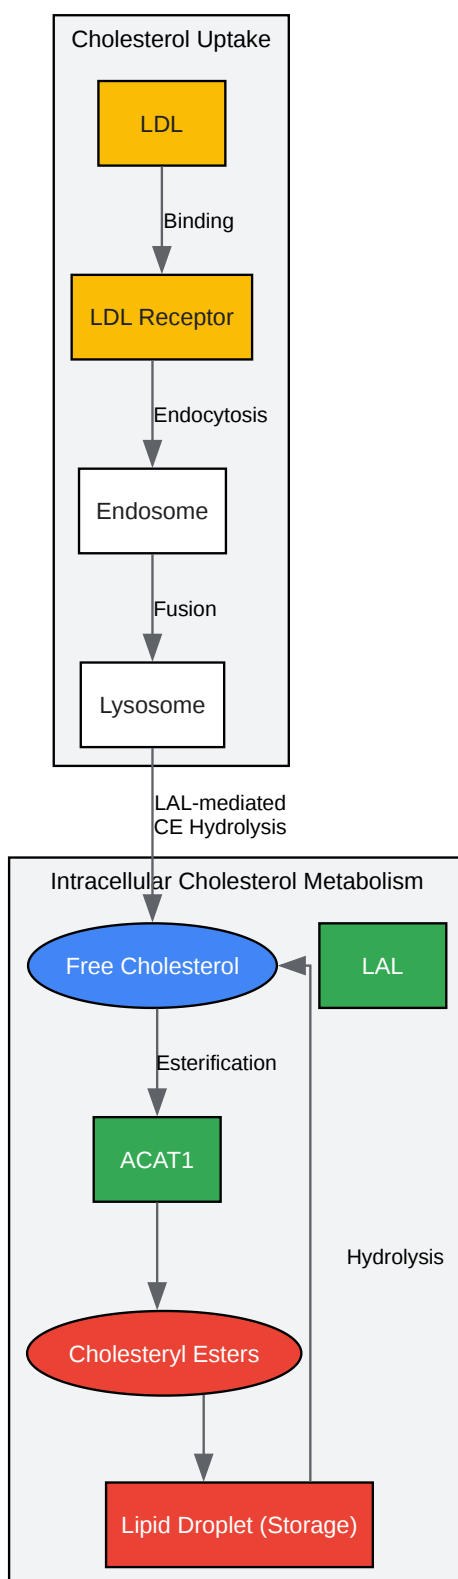 Cholesterol Uptake
LDL
Binding
LDL Receptor
Endocytosis
Endosome
Fusion
Lysosome
LAL-mediated
CE Hydrolysis
Intracellular Cholesterol Metabolism
Free Cholesterol
LAL
Esterification
ACAT1
Hydrolysis
Cholesteryl Esters
Lipid Droplet (Storage)